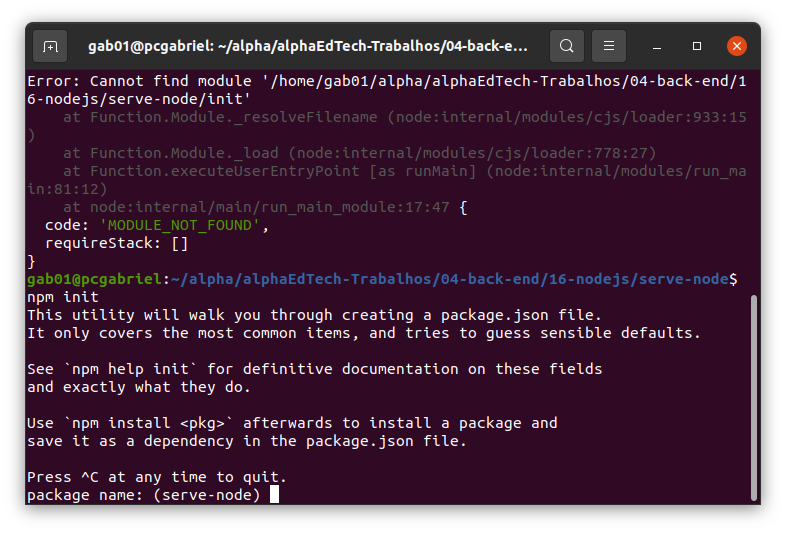 gab01@pcgabriel: ~/alpha/alphaEdTech-Trabalhos/04-back-e...
Error: Cannot find module '/home/gab01/alpha/alphaEdTech-Trabalhos/04-back-end/1
6-nodejs/serve-node/init'
    at Function.Module._resolveFilename (node:internal/modules/cjs/loader:933:15
)
    at Function.Module._load (node:internal/modules/cjs/loader:778:27)
    at Function.executeUserEntryPoint [as runMain] (node:internal/modules/run_ma
in:81:12)
    at node:internal/main/run_main_module:17:47 {
  code: 'MODULE_NOT_FOUND',
  requireStack: []
}
gab01@pcgabriel:~/alpha/alphaEdTech-Trabalhos/04-back-end/16-nodejs/serve-node$
npm init
This utility will walk you through creating a package.json file.
It only covers the most common items, and tries to guess sensible defaults.

See `npm help init` for definitive documentation on these fields
and exactly what they do.

Use `npm install <pkg>` afterwards to install a package and
save it as a dependency in the package.json file.

Press ^C at any time to quit.
package name: (serve-node)